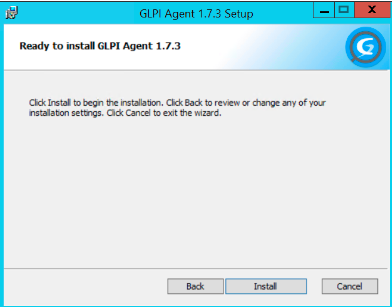 GLPI Agent 1.7.3 Setup
Ready to install GLPI Agent 1.7.3
Click Install to begin the installation. Click Back to review or change any of your
installation settings. Click Cancel to exit the wizard.
Back Install Cancel